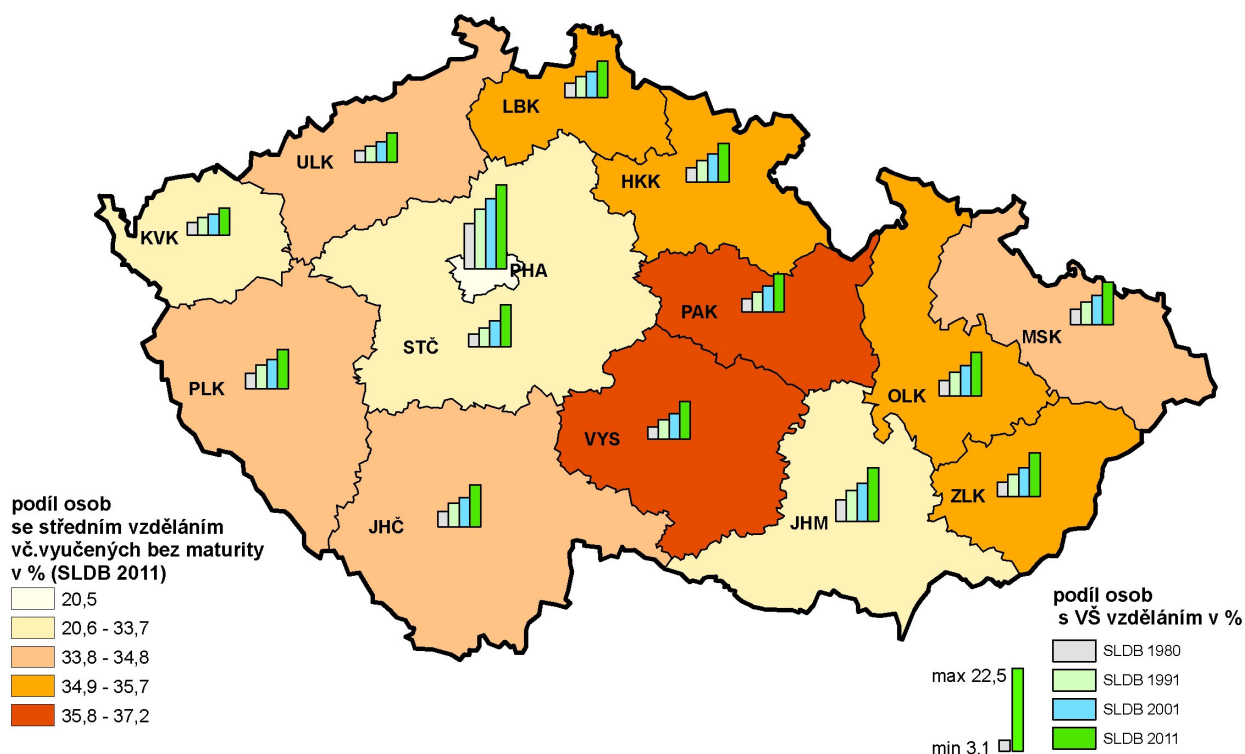 LBK
ULK
HKK
KVK
PHA
PAK
STČ
MSK
PLK
OLK
VYS
ZLK
JHČ
JHM
podíl osob
se středním vzděláním
vč.vyučených bez maturity
v % (SLDB 2011)
20,5
20,6 - 33,7
33,8 - 34,8
34,9 - 35,7
35,8 - 37,2
max 22,5
min 3,1
podíl osob
s VŠ vzděláním v %
SLDB 1980
SLDB 1991
SLDB 2001
SLDB 2011